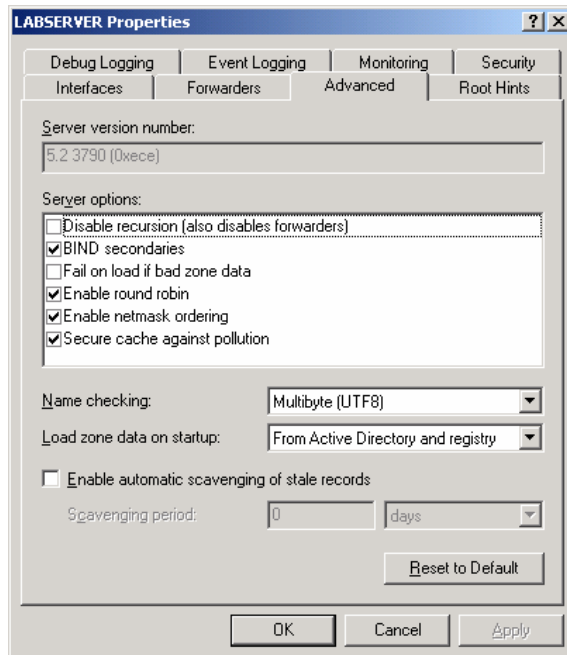 LABSERVER Properties
Debug Logging Event Logging Monitoring Security
Interfaces Forwarders Advanced Root Hints
Server version number:
5.2 3790 (0xece)
Server options:
Disable recursion (also disables forwarders)
BIND secondaries
Fail on load if bad zone data
Enable round robin
Enable netmask ordering
Secure cache against pollution
Name checking: Multibyte (UTF8)
Load zone data on startup: From Active Directory and registry
Enable automatic scavenging of stale records
Scavenging period: 0 days
Reset to Default
OK Cancel Apply